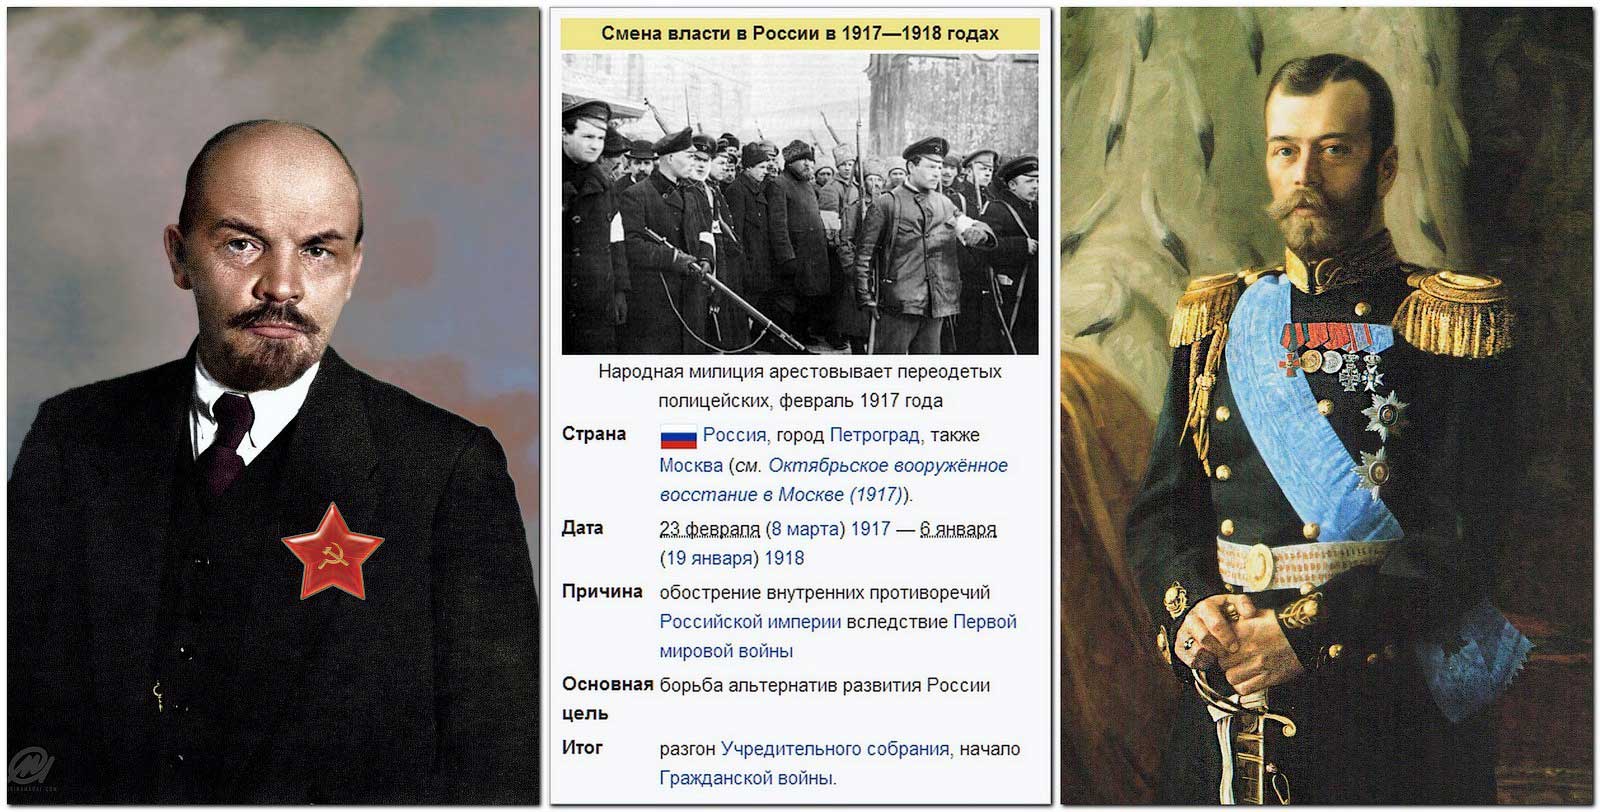 Смена власти в России в 1917—1918 годах
Народная милиция арестовывает переодетых
полицейских, февраль 1917 года
Страна Россия, город Петроград, также
Москва (см. Октябрьское вооружённое
восстание в Москве (1917)).
Дата 23 февраля (8 марта) 1917 — 6 января
(19 января) 1918
Причина обострение внутренних противоречий
Российской империи вследствие Первой
мировой войны
Основная борьба альтернатив развития России
цель
Итог разгон Учредительного собрания, начало
Гражданской войны.